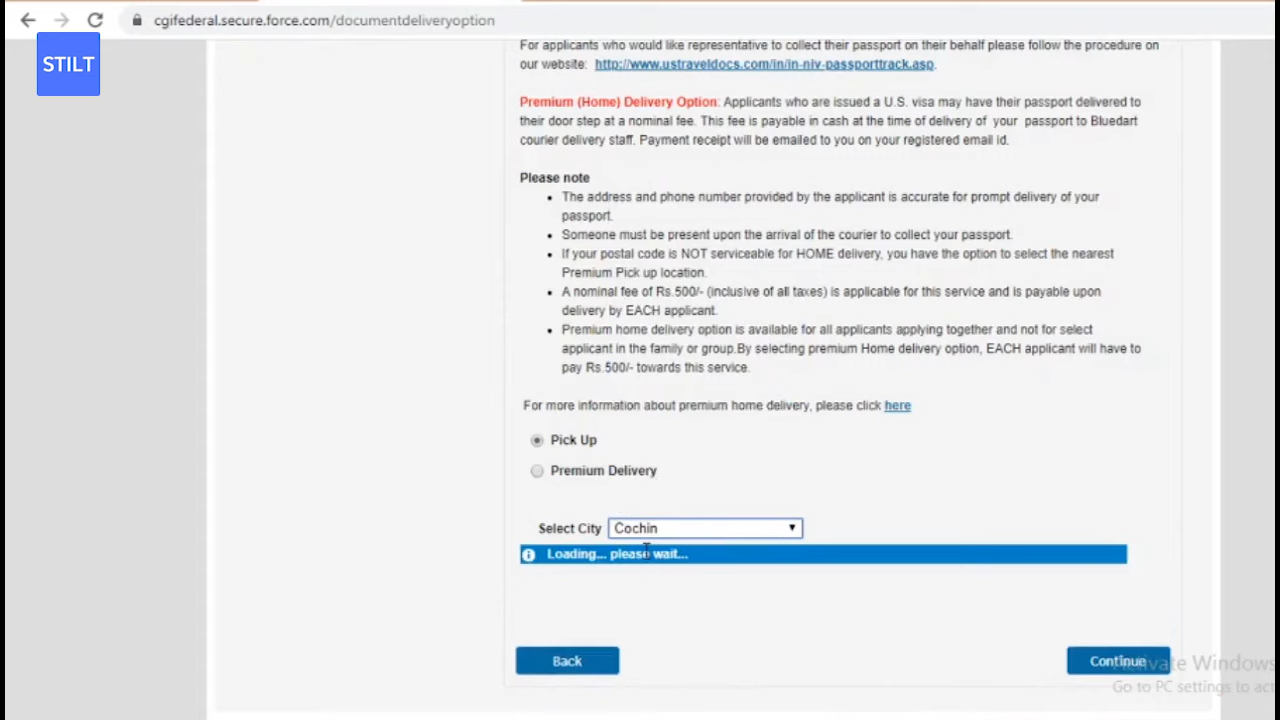 cgifederal.secure.force.com/documentdeliveryoption
STILT
For applicants who would like representative to collect their passport on their behalf please follow the procedure on
our website: http://www.ustraveldocs.com/in/in-niv-passporttrack.asp.
Premium (Home) Delivery Option: Applicants who are issued a U.S. visa may have their passport delivered to
their door step at a nominal fee. This fee is payable in cash at the time of delivery of your passport to Bluedart
courier delivery staff. Payment receipt will be emailed to you on your registered email id.
Please note
The address and phone number provided by the applicant is accurate for prompt delivery of your
passport.
Someone must be present upon the arrival of the courier to collect your passport.
If your postal code is NOT serviceable for HOME delivery, you have the option to select the nearest
Premium Pick up location.
A nominal fee of Rs.500/- (inclusive of all taxes) is applicable for this service and is payable upon
delivery by EACH applicant.
Premium home delivery option is available for all applicants applying together and not for select
applicant in the family or group.By selecting premium Home delivery option, EACH applicant will have to
pay Rs.500/- towards this service.
For more information about premium home delivery, please click here
Pick Up
Premium Delivery
Select City Cochin
Loading... please wait...
Back
Continue
Activate Windows
Go to PC settings to act